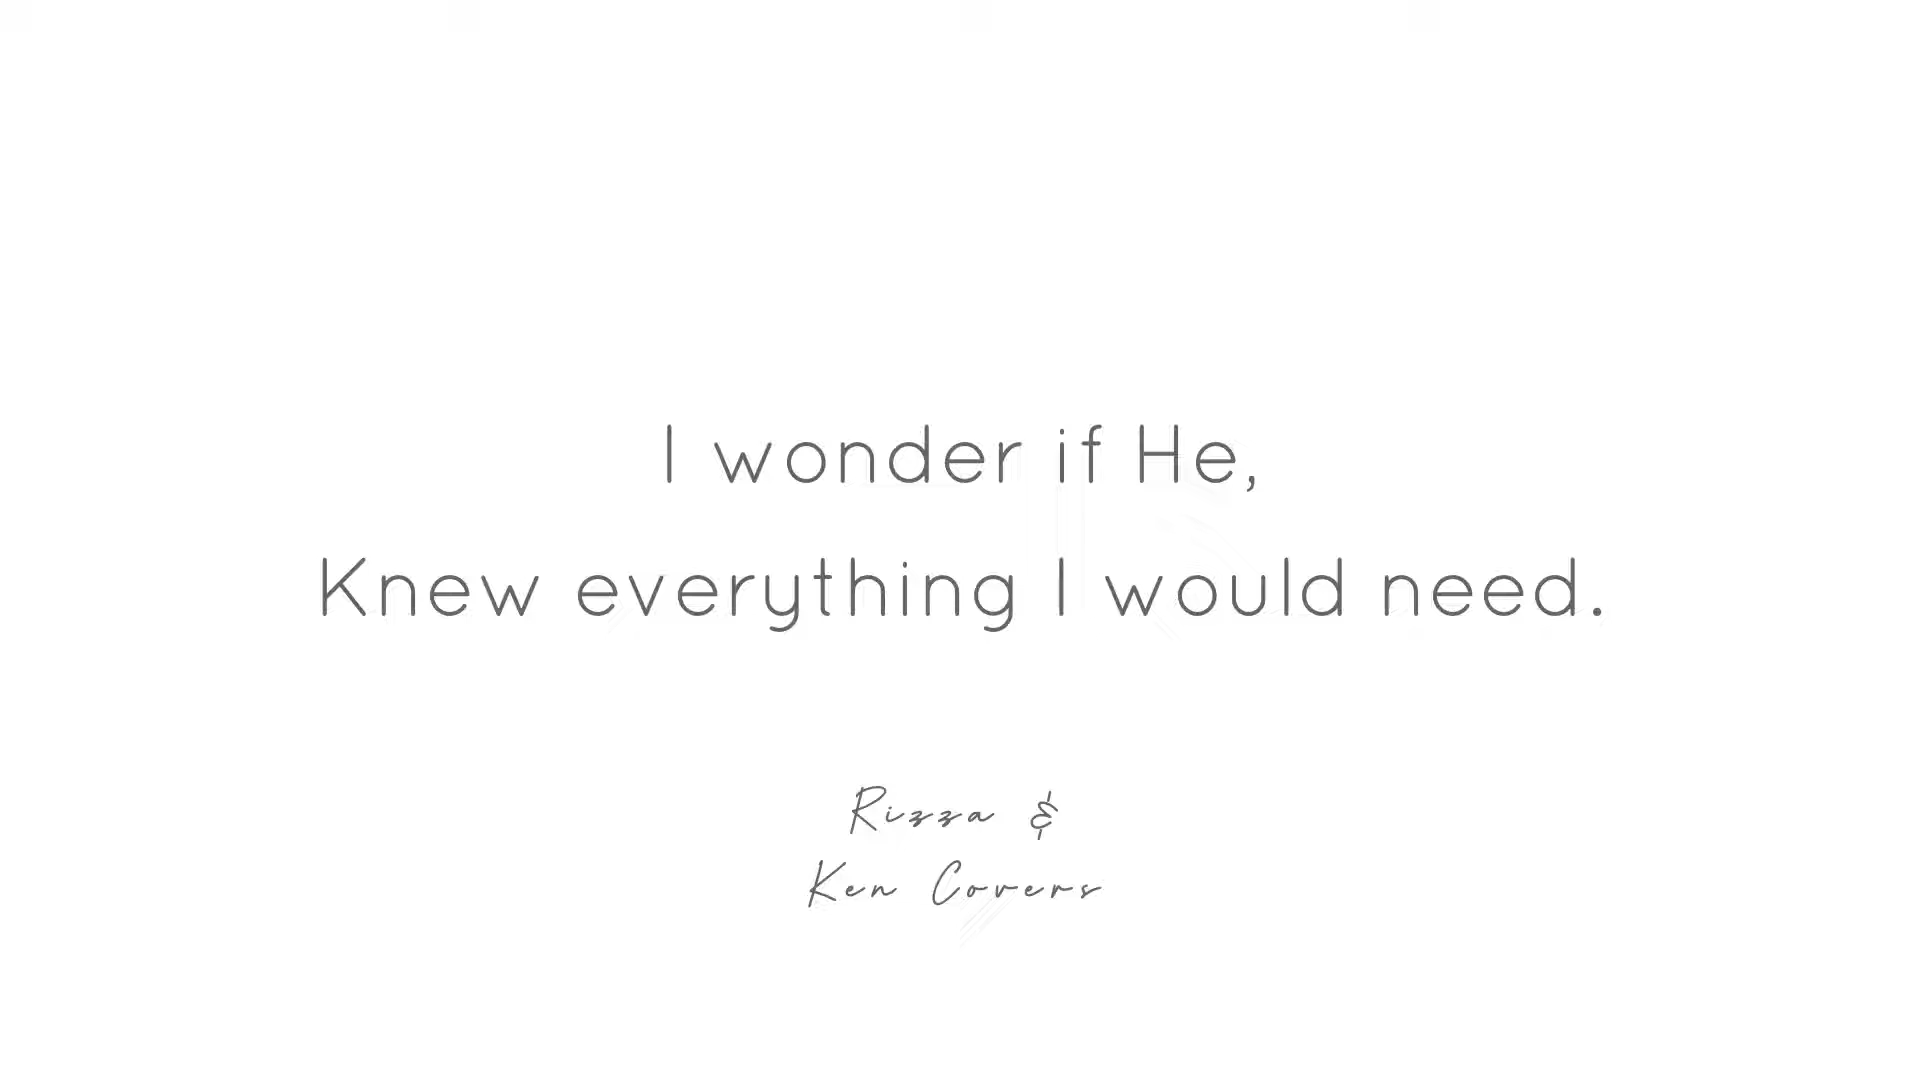 I wonder if He,
Knew everything I would need.
Rizza &
Ken Covers